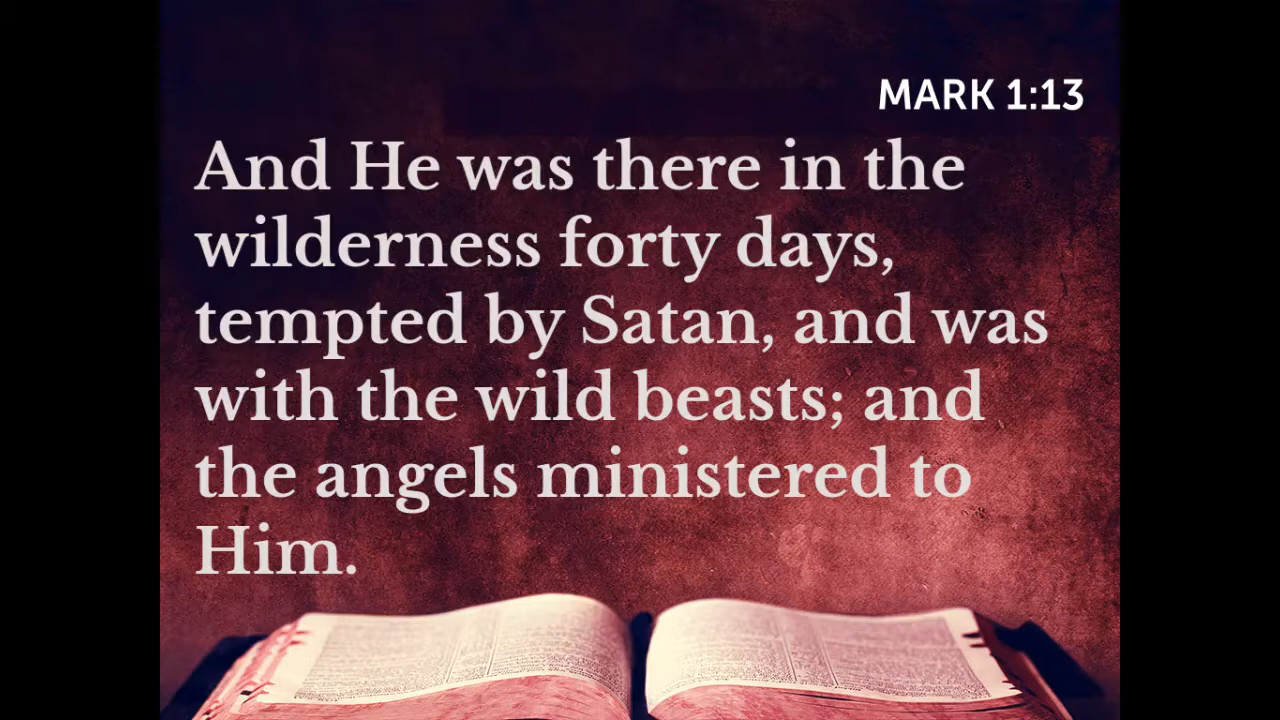 MARK 1:13
And He was there in the
wilderness forty days,
tempted by Satan, and was
with the wild beasts; and
the angels ministered to
Him.